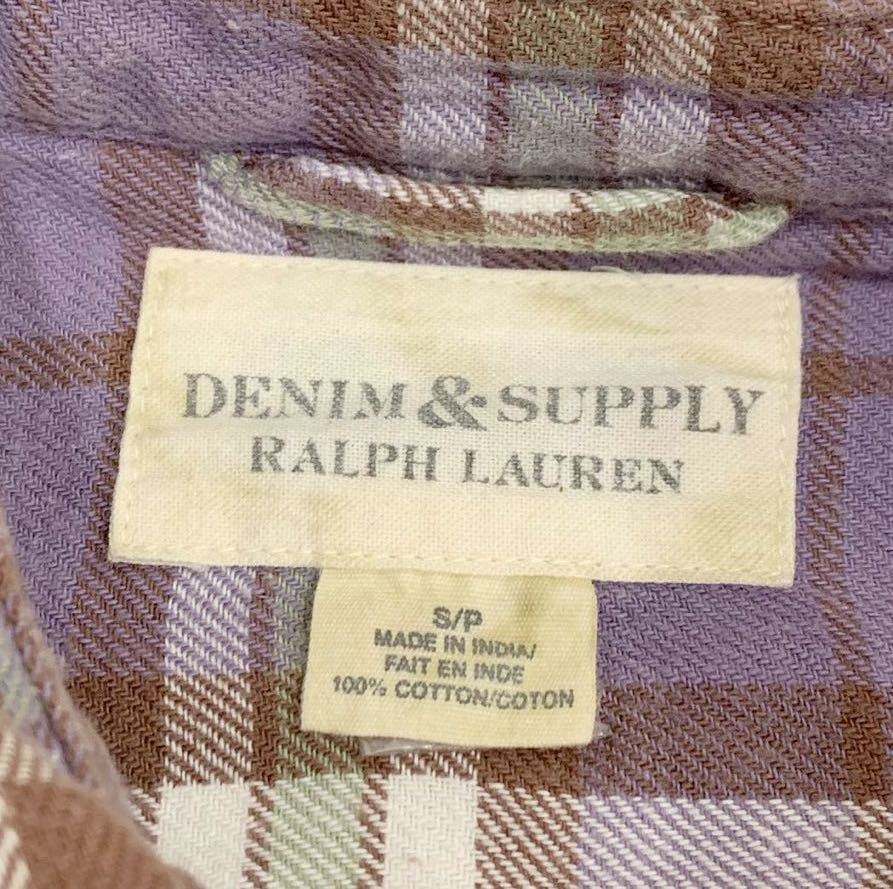 DENIM & SUPPLY
RALPH LAUREN
S/P
MADE IN INDIA/
FAIT EN INDE
100% COTTON/COTON